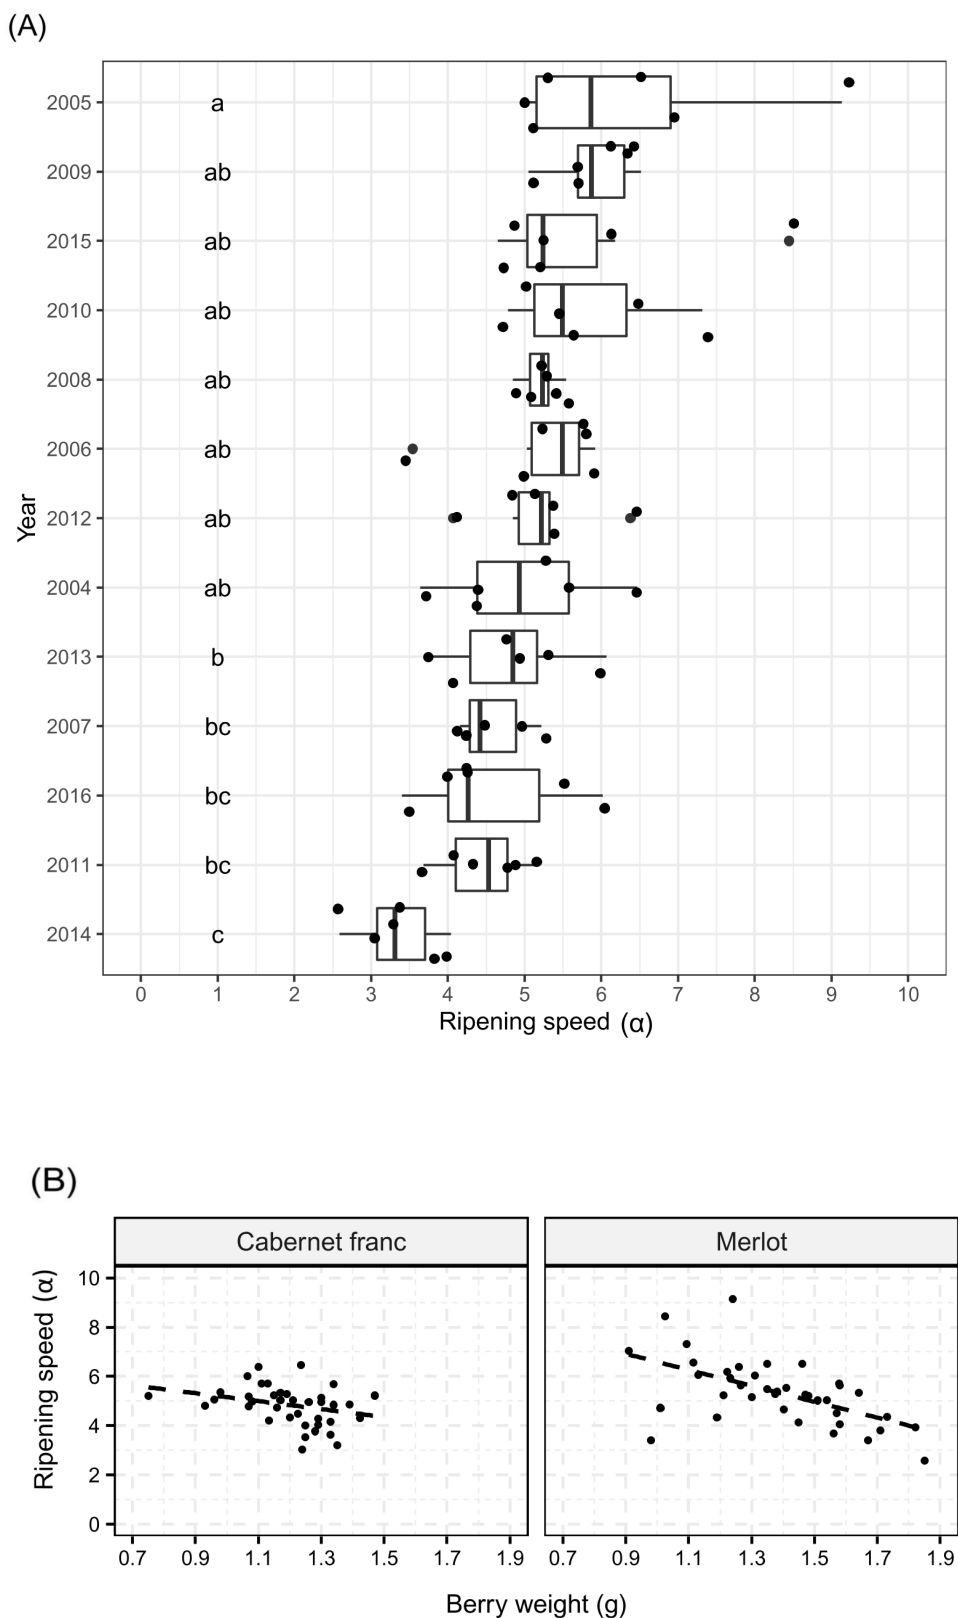 (A)
Year
2005 a
2009 ab
2015 ab
2010 ab
2008 ab
2006 ab
2012 ab
2004 ab
2013 b
2007 bc
2016 bc
2011 bc
2014 c
0 1 2 3 4 5 6 7 8 9 10
Ripening speed (α)
(B)
Cabernet franc Merlot
Ripening speed (α)
10
8
6
4
2
0
0.7 0.9 1.1 1.3 1.5 1.7 1.9 0.7 0.9 1.1 1.3 1.5 1.7 1.9
Berry weight (g)